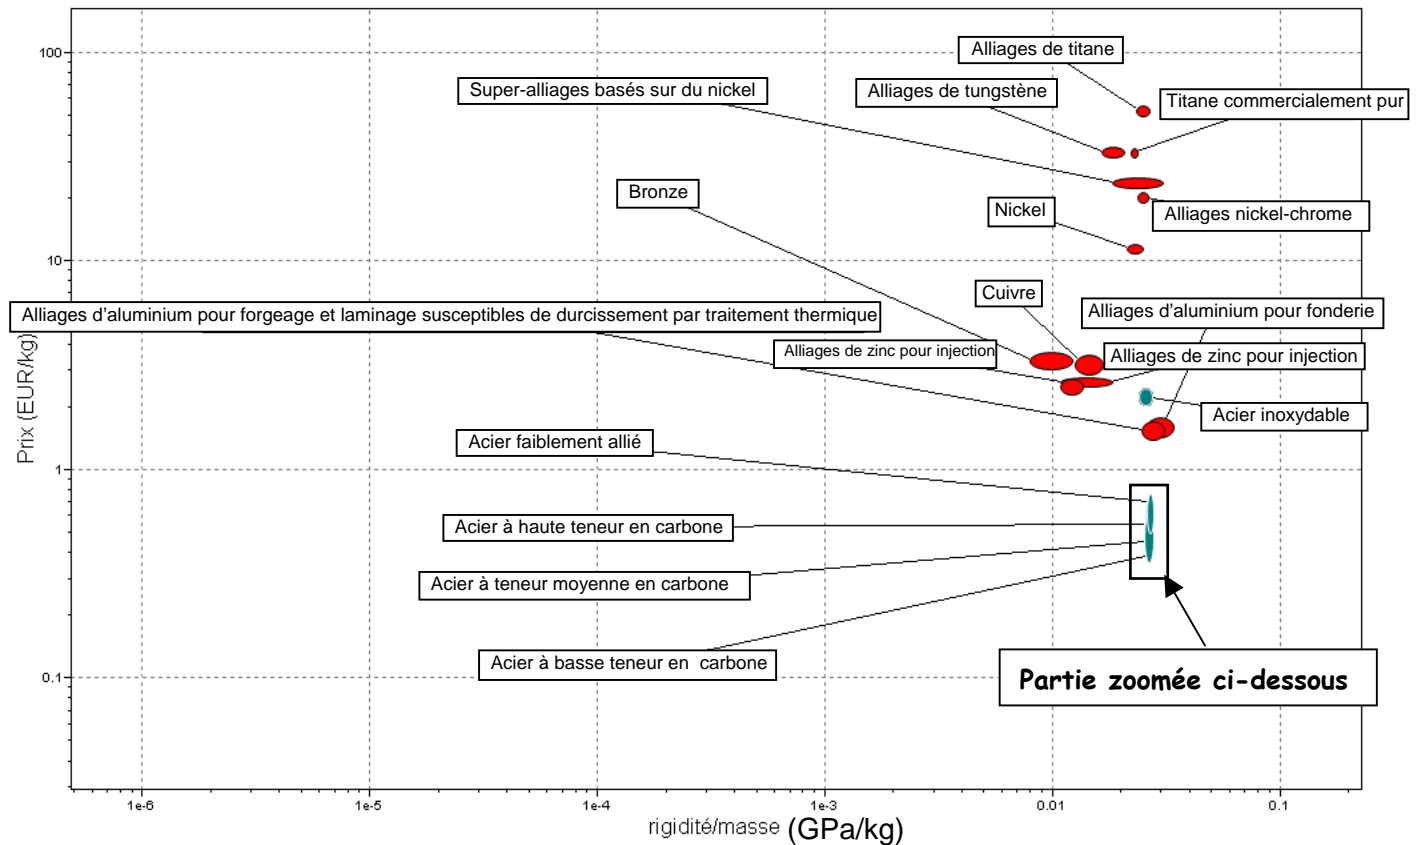 Alliages de titane
100
Super-alliages basés sur du nickel
Alliages de tungstène
Titane commercialement pur
Bronze
Nickel
Alliages nickel-chrome
10
Cuivre
Alliages d'aluminium pour fonderie
Alliages d'aluminium pour forgeage et laminage susceptibles de durcissement par traitement thermique
Alliages de zinc pour injection
Alliages de zinc pour injection
Acier inoxydable
Prix (EUR/kg)
Acier faiblement allié
1
Acier à haute teneur en carbone
Acier à teneur moyenne en carbone
Acier à basse teneur en carbone
0.1
Partie zoomée ci-dessous
1e-6
1e-5
1e-4
1e-3
0.01
0.1
rigidité/masse (GPa/kg)